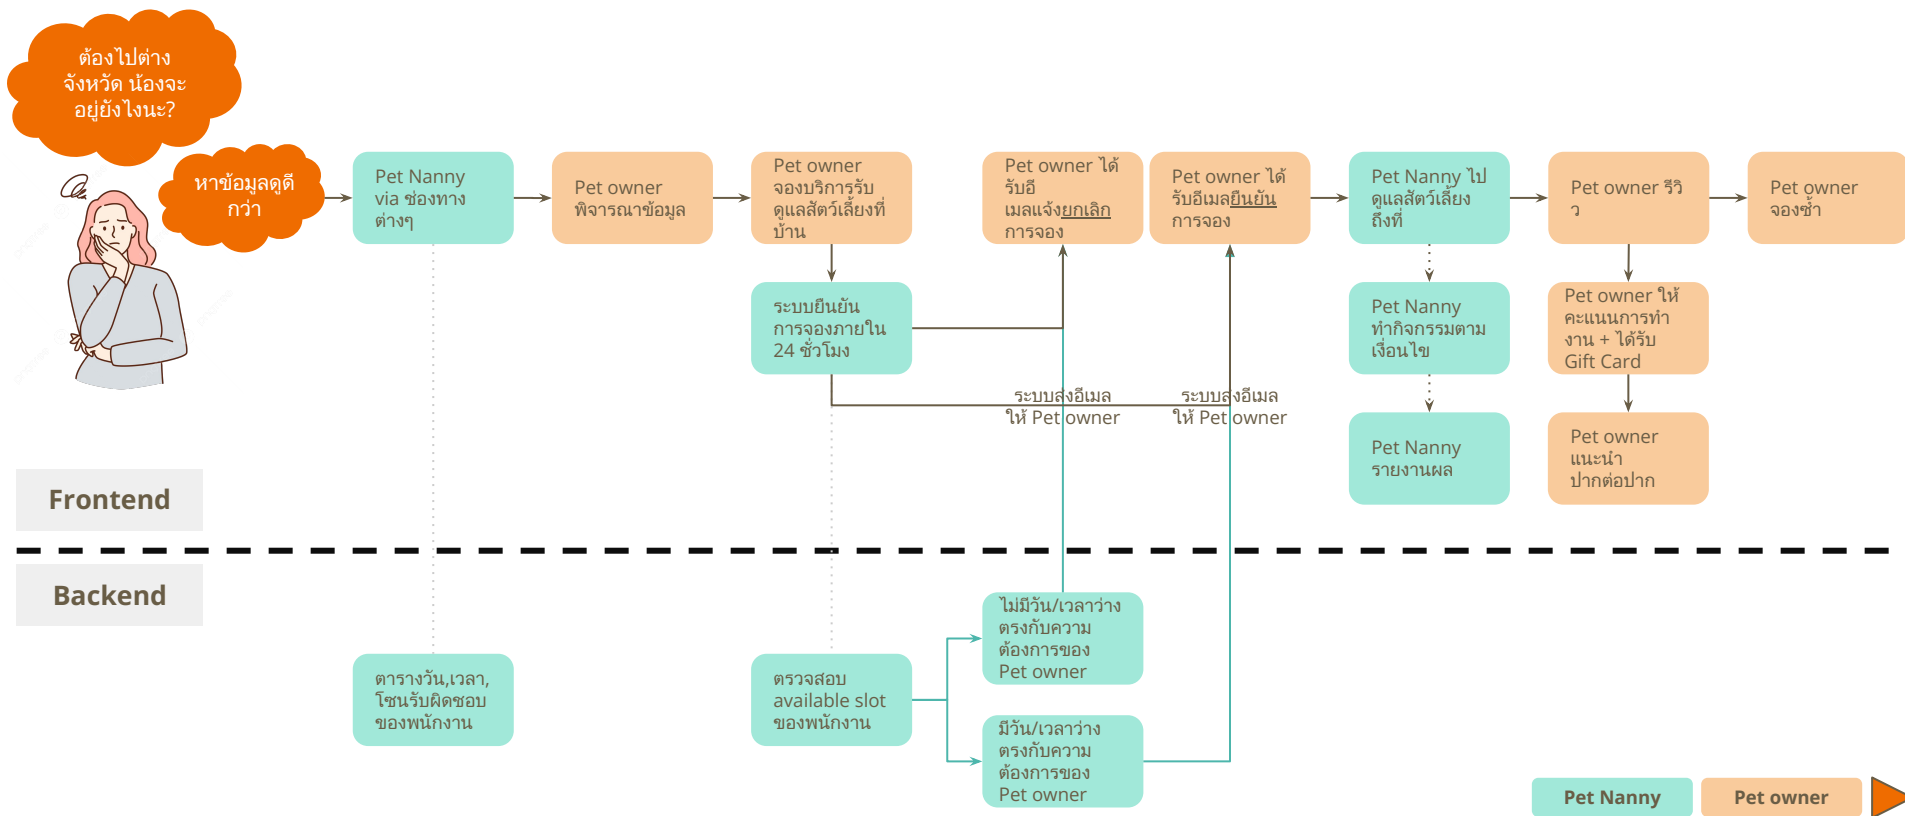 ต้องไปต่าง
จังหวัด น้องจะ
อยู่ยังไงนะ?
หาข้อมูลดูดี
กว่า
Pet Nanny
via ช่องทาง
ต่างๆ
Pet owner
พิจารณาข้อมูล
Pet owner
จองบริการรับ
ดูแลสัตว์เลี้ยงที่
บ้าน
Pet owner ได้
รับอี
เมลแจ้งยกเลิก
การจอง
Pet owner ได้
รับอีเมลยืนยัน
การจอง
Pet Nanny ไป
ดูแลสัตว์เลี้ยง
ถึงที่
Pet owner รีวิ
ว
Pet owner
จองซ้ำ
ระบบยืนยัน
การจองภายใน
24 ชั่วโมง
Pet Nanny
ทำกิจกรรมตาม
เงื่อนไข
Pet owner ให้
คะแนนการทำ
งาน + ได้รับ
Gift Card
ระบบส่งอีเมล
ให้ Pet owner
ระบบส่งอีเมล
ให้ Pet owner
Pet Nanny
รายงานผล
Pet owner
แนะนำ
ปากต่อปาก
Frontend
Backend
ตารางวัน,เวลา,
โซนรับผิดชอบ
ของพนักงาน
ตรวจสอบ
available slot
ของพนักงาน
ไม่มีวัน/เวลาว่าง
ตรงกับความ
ต้องการของ
Pet owner
มีวัน/เวลาว่าง
ตรงกับความ
ต้องการของ
Pet owner
Pet Nanny
Pet owner